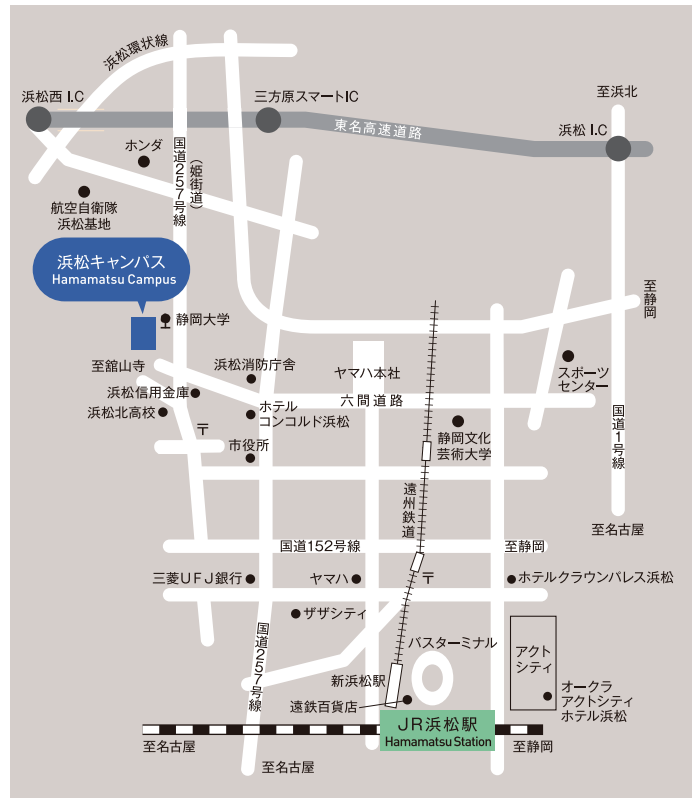 浜松環状線
浜松西 I.C
三方原スマートIC
至浜北
東名高速道路
浜松 I.C
ホンダ
国道257号線
(姫街道)
航空自衛隊
浜松基地
浜松キャンパス
Hamamatsu Campus
至静岡
静岡大学
至舘山寺
浜松消防庁舎
ヤマハ本社
スポーツ
センター
浜松信用金庫
六間道路
浜松北高校
ホテル
コンコルド浜松
国道1号線
〒
市役所
静岡文化
芸術大学
遠州鉄道
至名古屋
国道152号線
至静岡
三菱UFJ銀行
ヤマハ
〒
ホテルクラウンパレス浜松
ザザシティ
国道257号線
バスターミナル
アクト
シティ
新浜松駅
遠鉄百貨店
オークラ
アクトシティ
ホテル浜松
JR浜松駅
Hamamatsu Station
至名古屋
至静岡
至名古屋